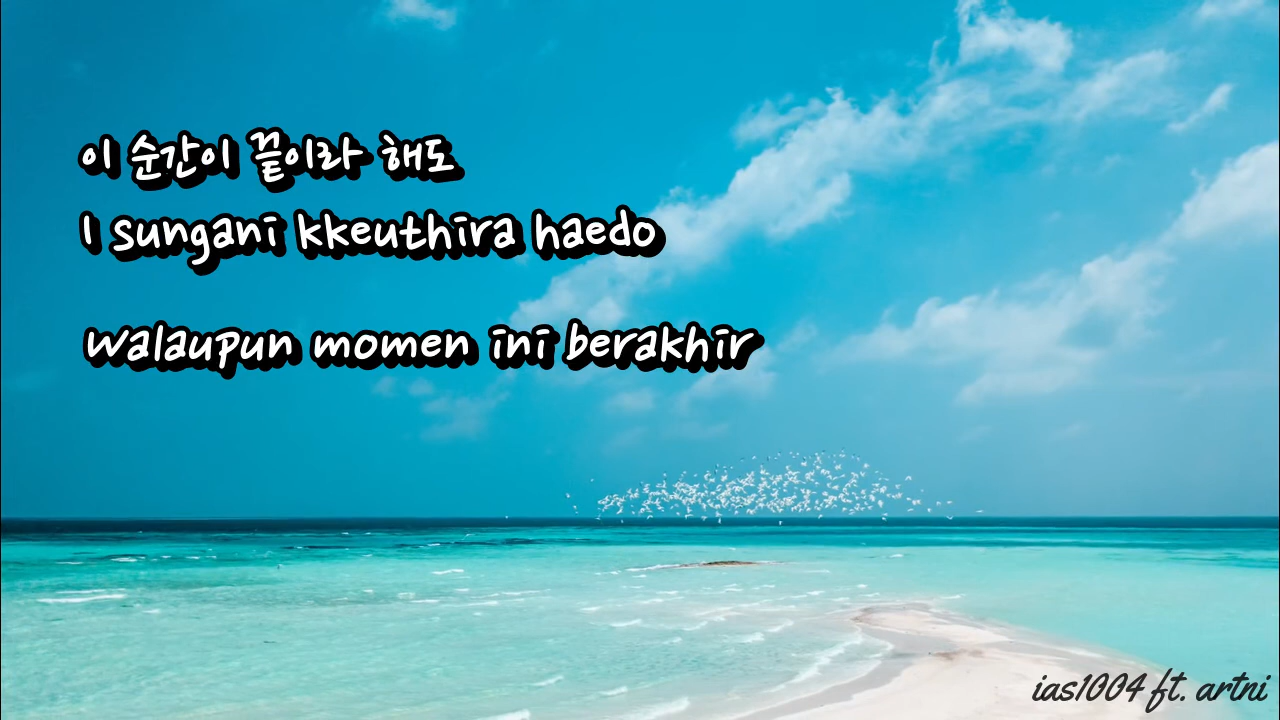 이 순간이 끝이라 해도
I sungani kkeuthira haedo
walaupun momen ini berakhir
ias1004 ft. artni